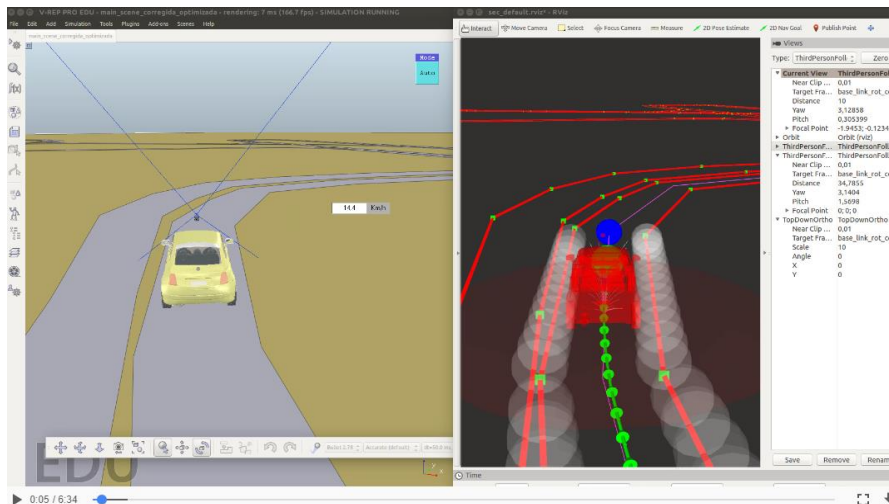 V-REP PRO EDU - main_scene_corregida_optimizada - rendering: 7 ms (166.7 fps) - SIMULATION RUNNING
File Edit Add Simulation Tools Plugins Add-ons Scenes Help
main_scene_corregida_optimizada
Mode
Auto
14,4 Km/h
EDU
sec_default.rviz* - RViz
Interact Move Camera Select Focus Camera Measure 2D Pose Estimate 2D Nav Goal Publish Point
Views
Type: ThirdPersonFoll Zero
Current View ThirdPersonFoll
Near Clip ... 0,01
Target Fra... base_link_rot_co
Distance 10
Yaw 3,12858
Pitch 0,305399
Focal Point -1.9453; -0.1234
Orbit Orbit (rviz)
ThirdPersonF... ThirdPersonFoll
ThirdPersonF... ThirdPersonFoll
Near Clip ... 0,01
Target Fra... base_link_rot_co
Distance 34,7855
Yaw 3,1404
Pitch 1,5698
Focal Point 0; 0; 0
TopDownOrtho TopDownOrtho
Near Clip ... 0,01
Target Fra... base_link_rot_co
Scale 10
Angle 0
X 0
Y 0
Save Remove Renam
Time
0:05 / 6:34